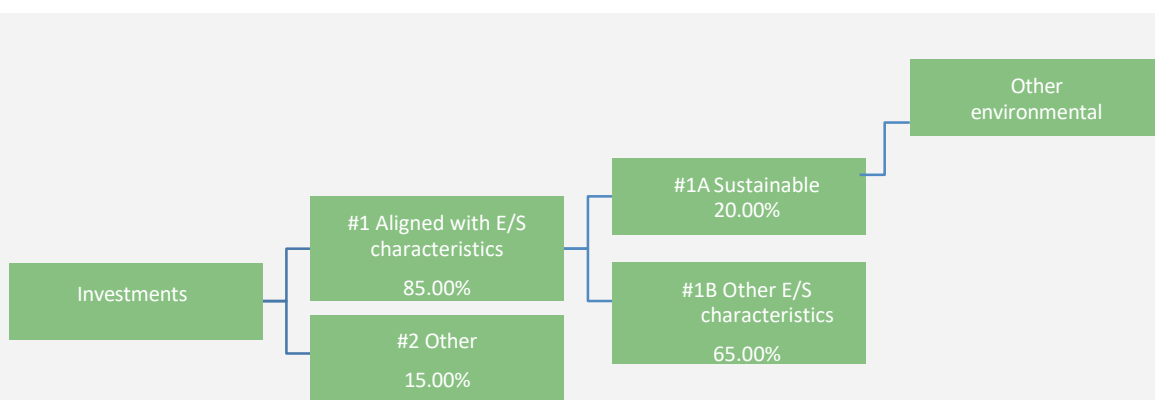 Investments
#1 Aligned with E/S
characteristics
85.00%
#2 Other
15.00%
#1A Sustainable
20.00%
#1B Other E/S
characteristics
65.00%
Other
environmental